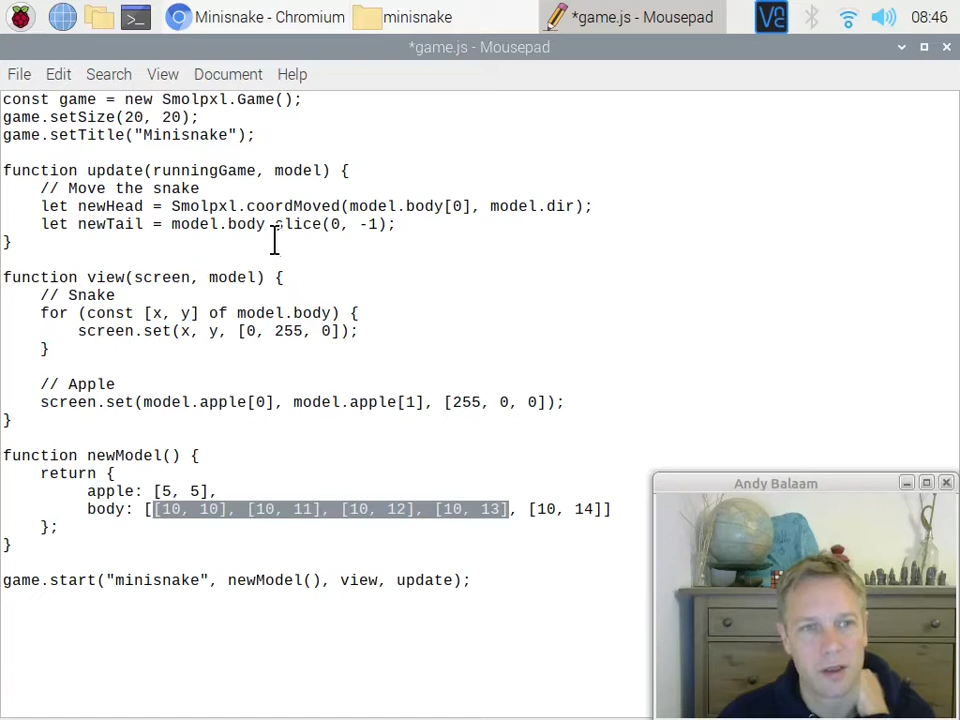 Minisnake - Chromium
minisnake
*game.js - Mousepad
08:46
*game.js - Mousepad
File Edit Search View Document Help
const game = new Smolpxl.Game();
game.setSize(20, 20);
game.setTitle("Minisnake");
function update(runningGame, model) {
// Move the snake
let newHead = Smolpxl.coordMoved(model.body[0], model.dir);
let newTail = model.body.slice(0, -1);
}
function view(screen, model) {
// Snake
for (const [x, y] of model.body) {
screen.set(x, y, [0, 255, 0]);
}
// Apple
screen.set(model.apple[0], model.apple[1], [255, 0, 0]);
}
function newModel() {
return {
apple: [5, 5],
body: [[10, 10], [10, 11], [10, 12], [10, 13], [10, 14]]
};
}
game.start("minisnake", newModel(), view, update);
Andy Balaam